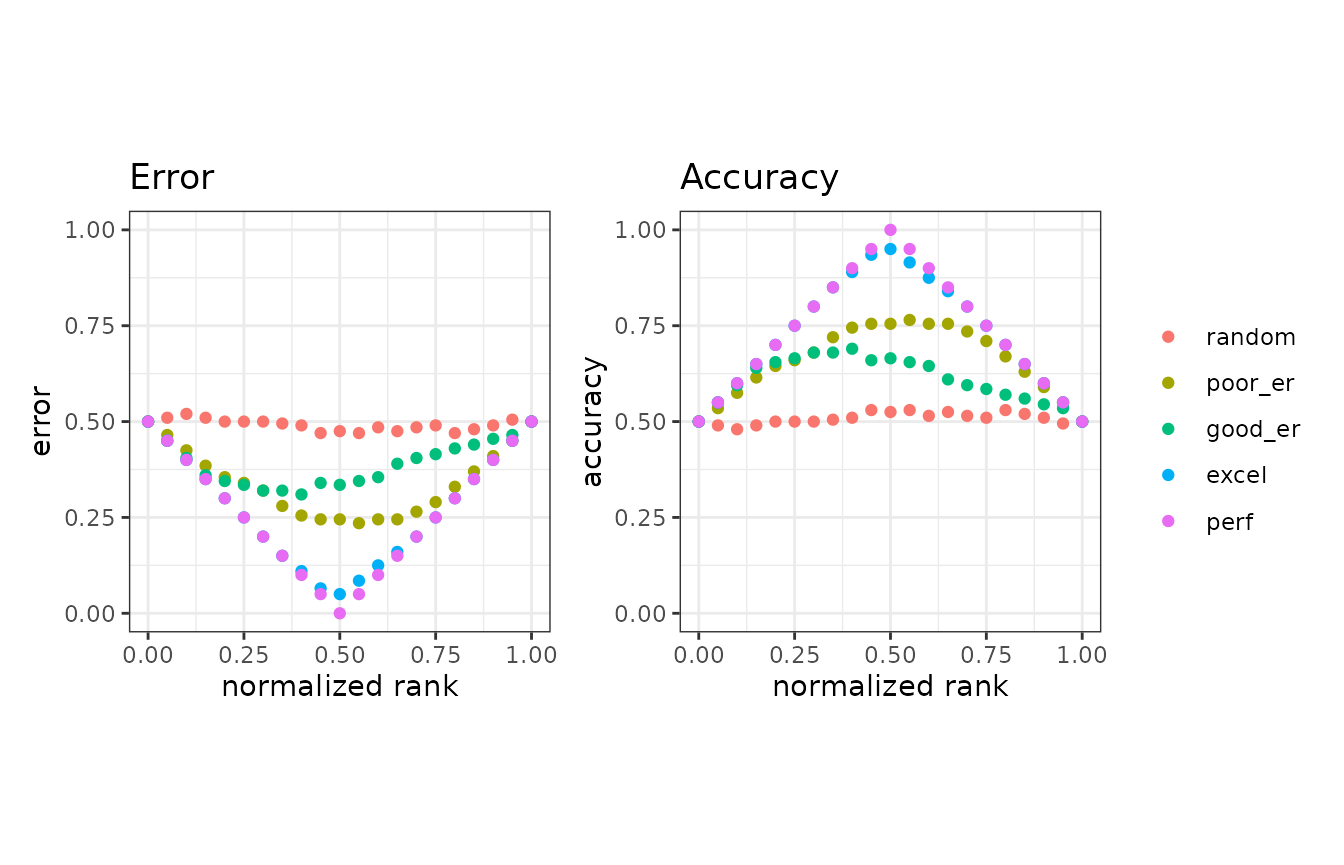 Error
1.00
0.75
0.50
0.25
0.00
error
0.00 0.25 0.50 0.75 1.00
normalized rank
Accuracy
1.00
0.75
0.50
0.25
0.00
accuracy
0.00 0.25 0.50 0.75 1.00
normalized rank
random
poor_er
good_er
excel
perf